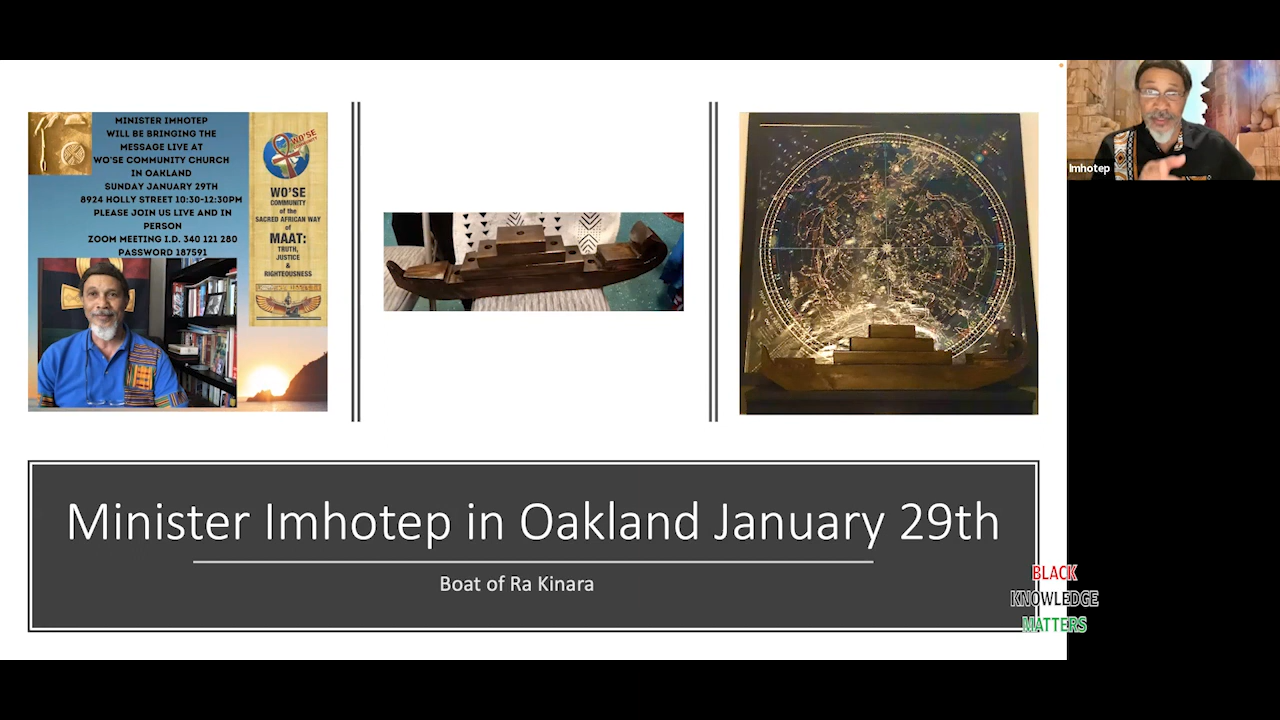 MINISTER IMHOTEP
WILL BE BRINGING THE
MESSAGE LIVE AT
WO'SE COMMUNITY CHURCH
IN OAKLAND
SUNDAY JANUARY 29TH
8924 HOLLY STREET 10:30-12:30PM
PLEASE JOIN US LIVE AND IN
PERSON
ZOOM MEETING I.D. 340 121 280
PASSWORD 187591
WO'SE
WO'SE
COMMUNITY
of the
SACRED AFRICAN WAY
of
MAAT:
TRUTH,
JUSTICE
&
RIGHTEOUSNESS
Imhotep
Minister Imhotep in Oakland January 29th
Boat of Ra Kinara
BLACK
KNOWLEDGE
MATTERS